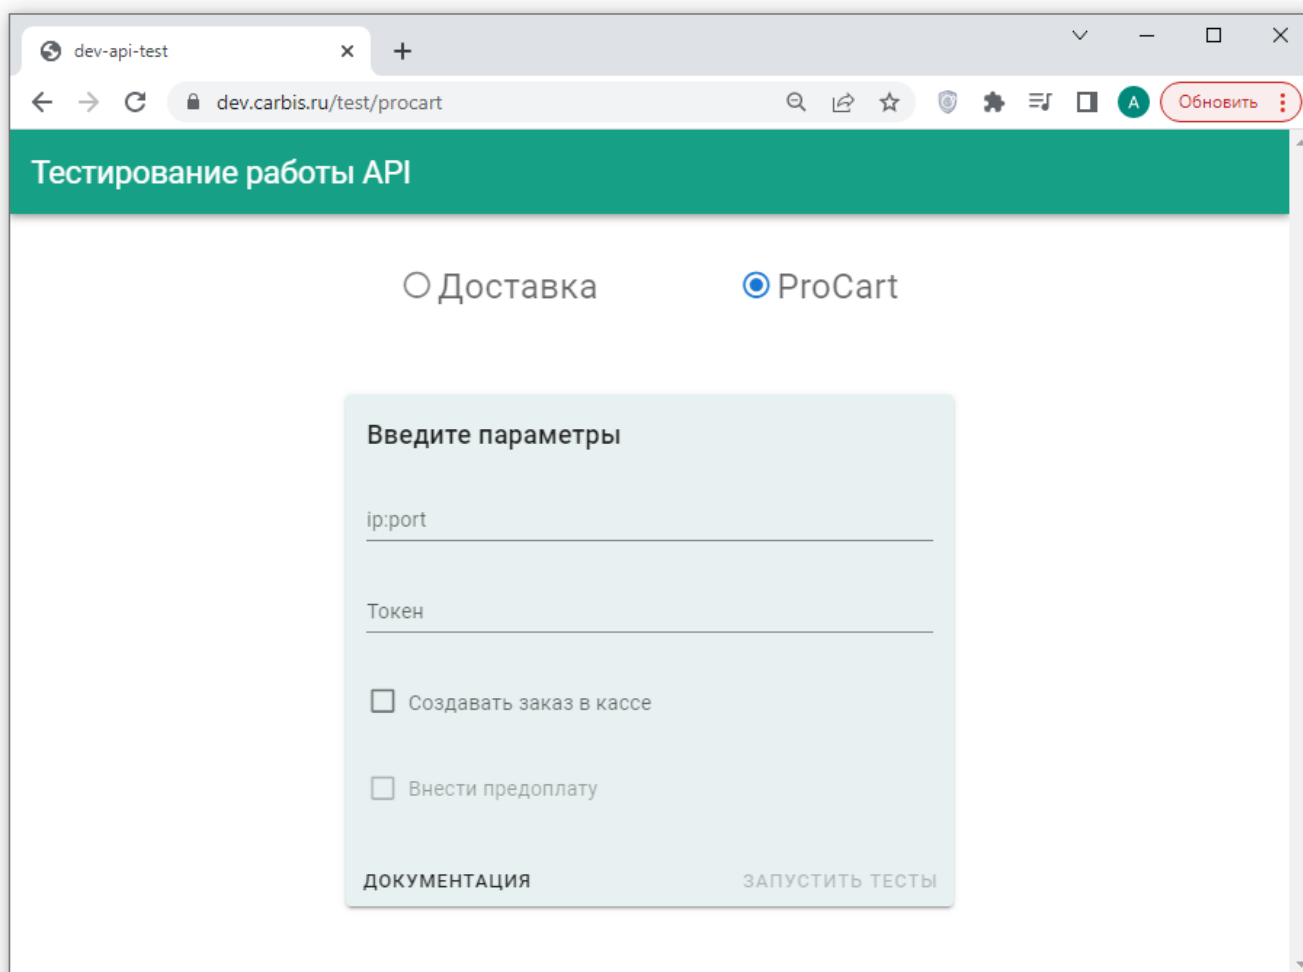 dev-api-test
dev.carbis.ru/test/procart
A
Обновить
Тестирование работы API
Доставка
ProCart
Введите параметры
ip:port
Токен
Создавать заказ в кассе
Внести предоплату
ДОКУМЕНТАЦИЯ
ЗАПУСТИТЬ ТЕСТЫ